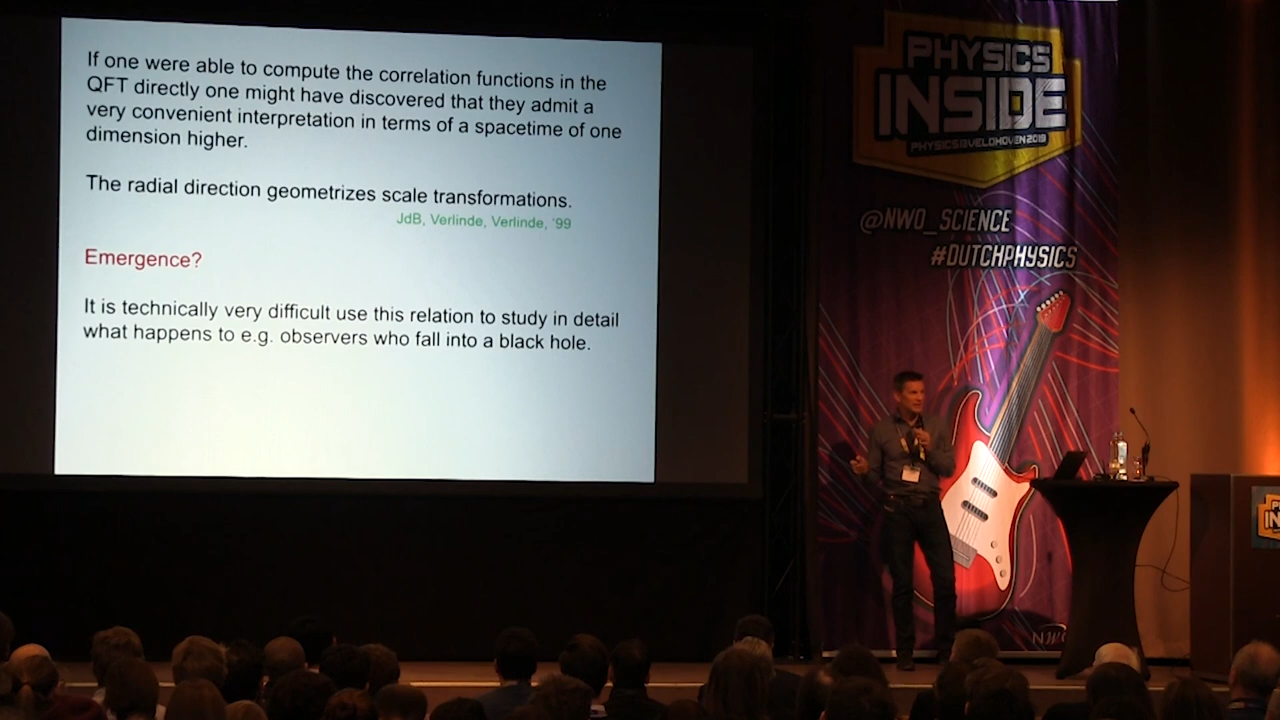 If one were able to compute the correlation functions in the
QFT directly one might have discovered that they admit a
very convenient interpretation in terms of a spacetime of one
dimension higher.
The radial direction geometrizes scale transformations.
JdB, Verlinde, Verlinde, '99
Emergence?
It is technically very difficult use this relation to study in detail
what happens to e.g. observers who fall into a black hole.
PHYSICS
INSIDE
PHYSICS@VELDHOVEN 2019
@NWO_SCIENCE
#DUTCHPHYSICS